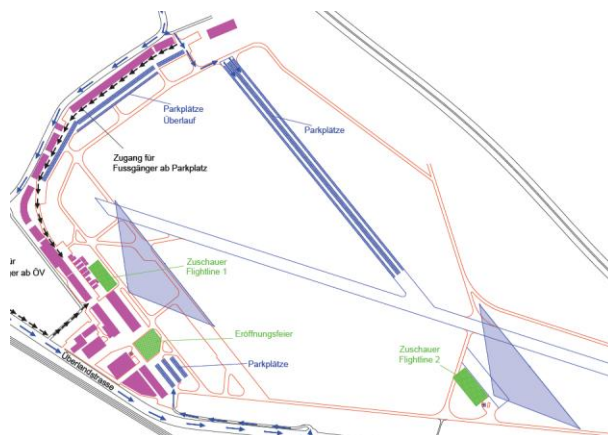 Parkplätze
Überlauf
Zugang für
Fussgänger ab Parkplatz
Parkplätze
für
ger ab ÖV
Zuschauer
Flightline 1
Eröffnungsfeier
Parkplätze
Zuschauer
Flightline 2
Überlandstrasse